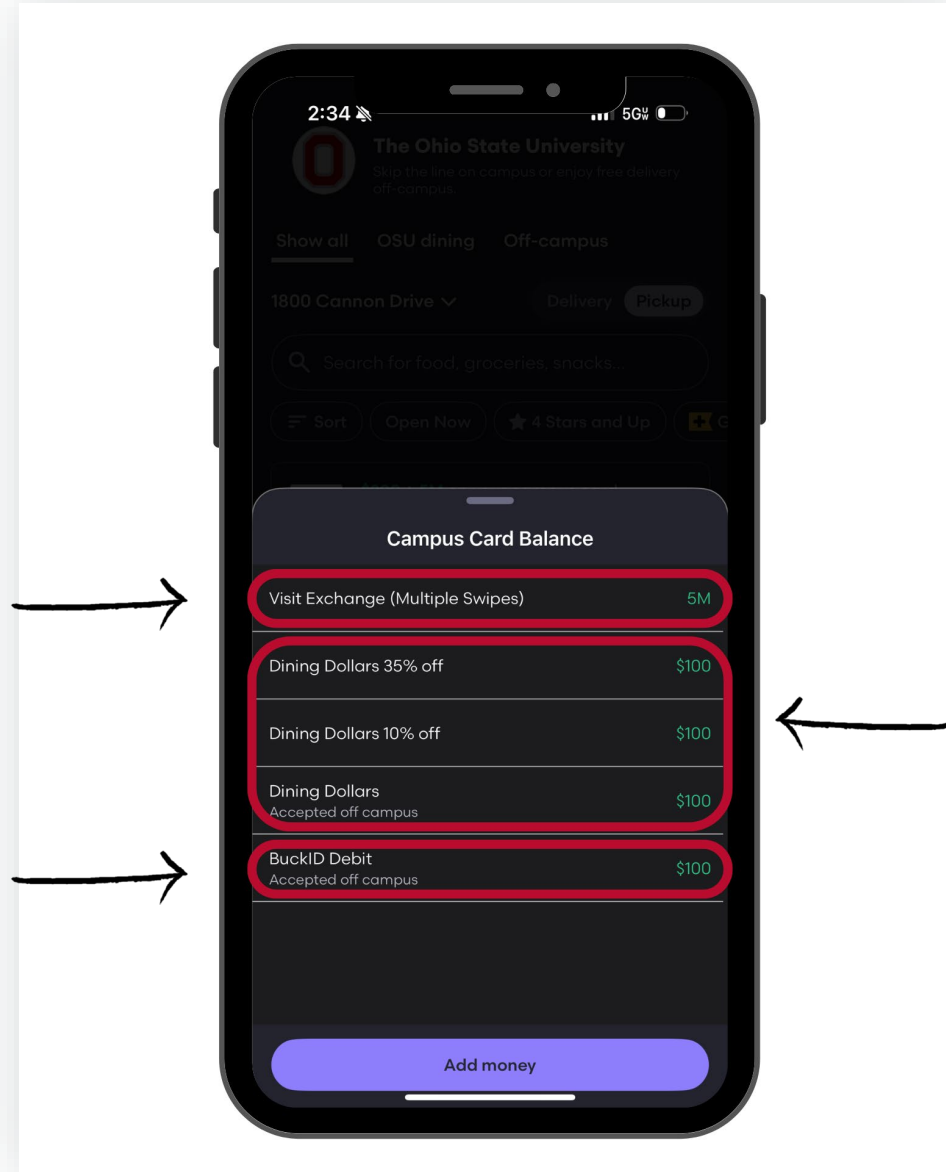 2:34
5GUW
The Ohio State University
Skip the line on campus or enjoy free delivery
off-campus.
Show all OSU dining Off-campus
1800 Cannon Drive
Delivery Pickup
Search for food, groceries, snacks...
Sort Open Now 4 Stars and Up G
Campus Card Balance
Visit Exchange (Multiple Swipes) 5M
Dining Dollars 35% off $100
Dining Dollars 10% off $100
Dining Dollars $100
Accepted off campus
BuckID Debit $100
Accepted off campus
Add money